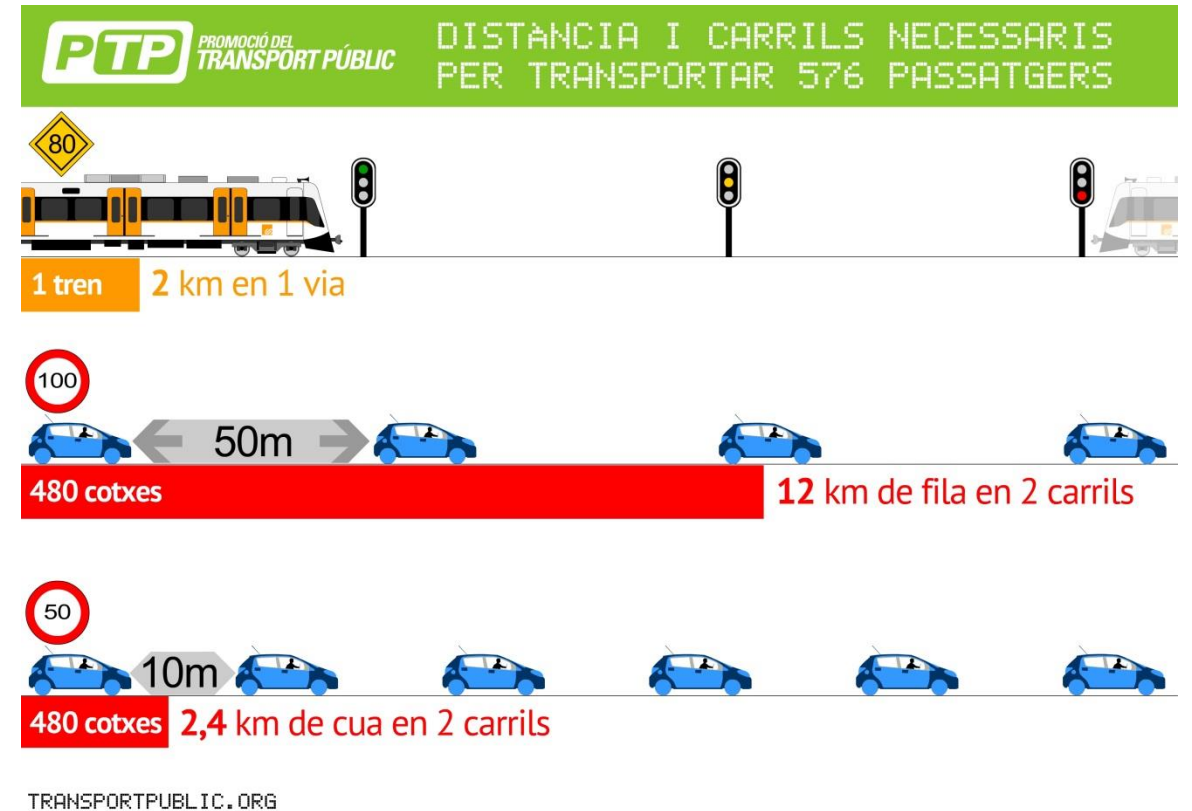 PTP PROMOCIÓ DEL
TRANSPORT PÚBLIC
DISTÀNCIA I CARRILS NECESSARIS
PER TRANSPORTAR 576 PASSATGERS
80
1 tren 2 km en 1 via
100
50m
480 cotxes 12 km de fila en 2 carrils
50
10m
480 cotxes 2,4 km de cua en 2 carrils
TRANSPORTPUBLIC.ORG